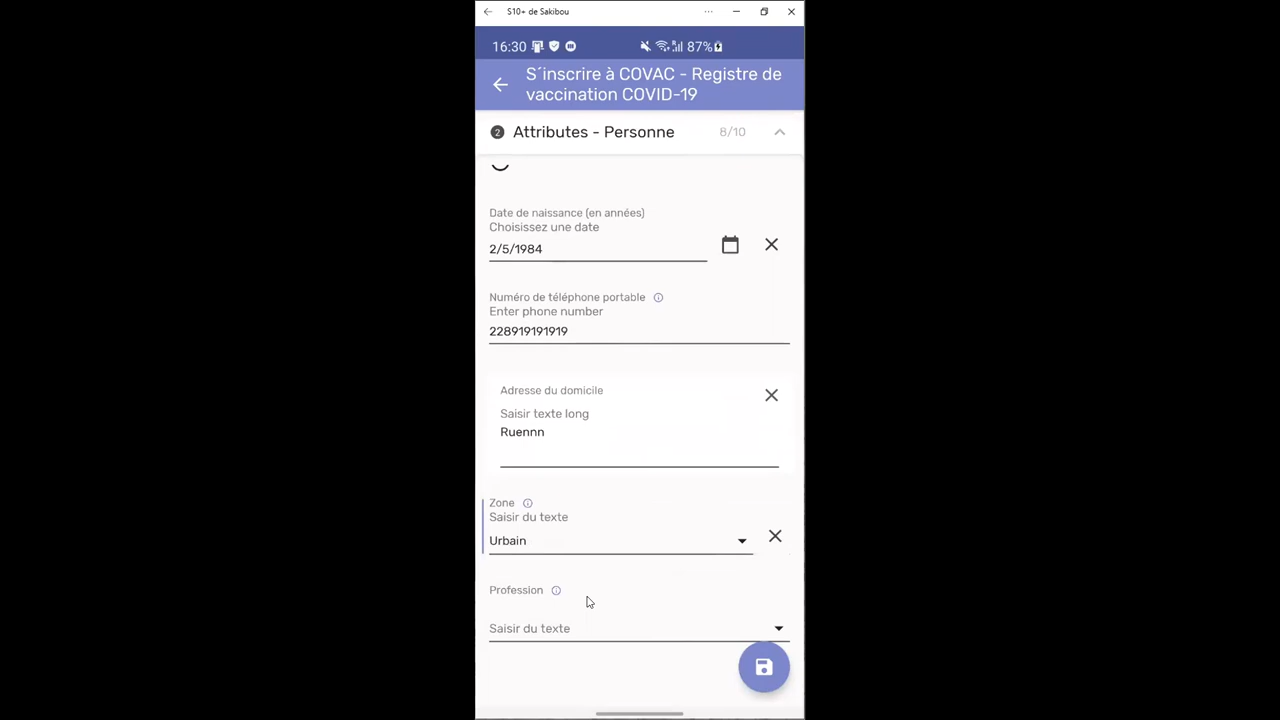 S10+ de Sakibou
16:30
87%
S´inscrire à COVAC - Registre de
vaccination COVID-19
2 Attributes - Personne 8/10
Date de naissance (en années)
Choisissez une date
2/5/1984
Numéro de téléphone portable
Enter phone number
228919191919
Adresse du domicile
Saisir texte long
Ruennn
Zone
Saisir du texte
Urbain
Profession
Saisir du texte